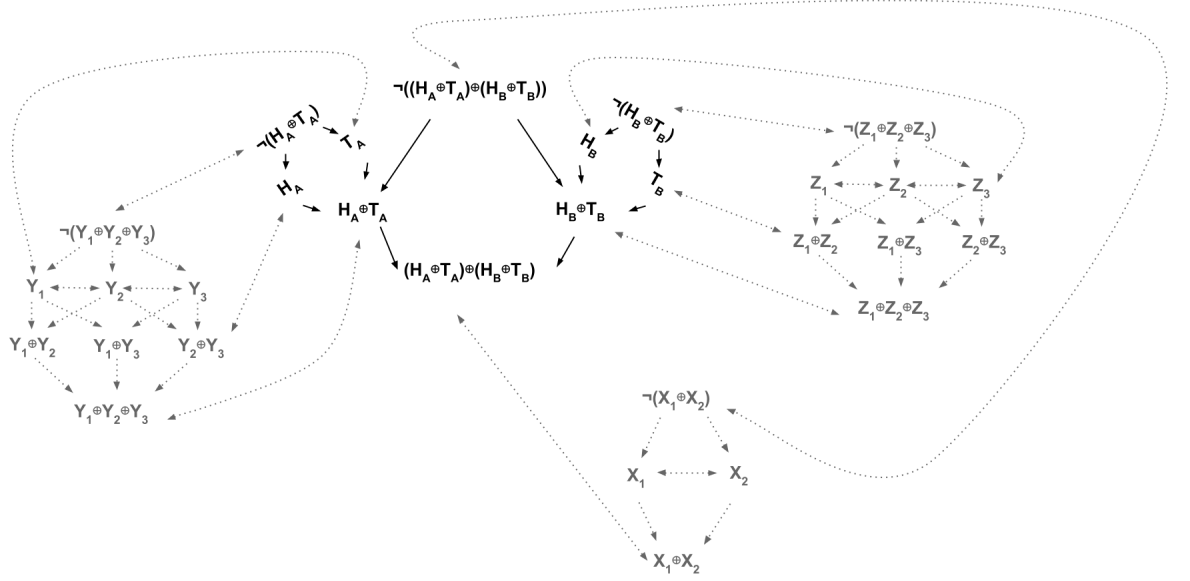 ¬((H_A⊕T_A)⊕(H_B⊕T_B))
¬(H_A⊕T_A)
T_A
H_A
H_A⊕T_A
¬(H_B⊕T_B)
H_B
T_B
H_B⊕T_B
(H_A⊕T_A)⊕(H_B⊕T_B)
¬(Z_1⊕Z_2⊕Z_3)
Z_1 Z_2 Z_3
Z_1⊕Z_2 Z_1⊕Z_3 Z_2⊕Z_3
Z_1⊕Z_2⊕Z_3
¬(Y_1⊕Y_2⊕Y_3)
Y_1 Y_2 Y_3
Y_1⊕Y_2 Y_1⊕Y_3 Y_2⊕Y_3
Y_1⊕Y_2⊕Y_3
¬(X_1⊕X_2)
X_1 X_2
X_1⊕X_2